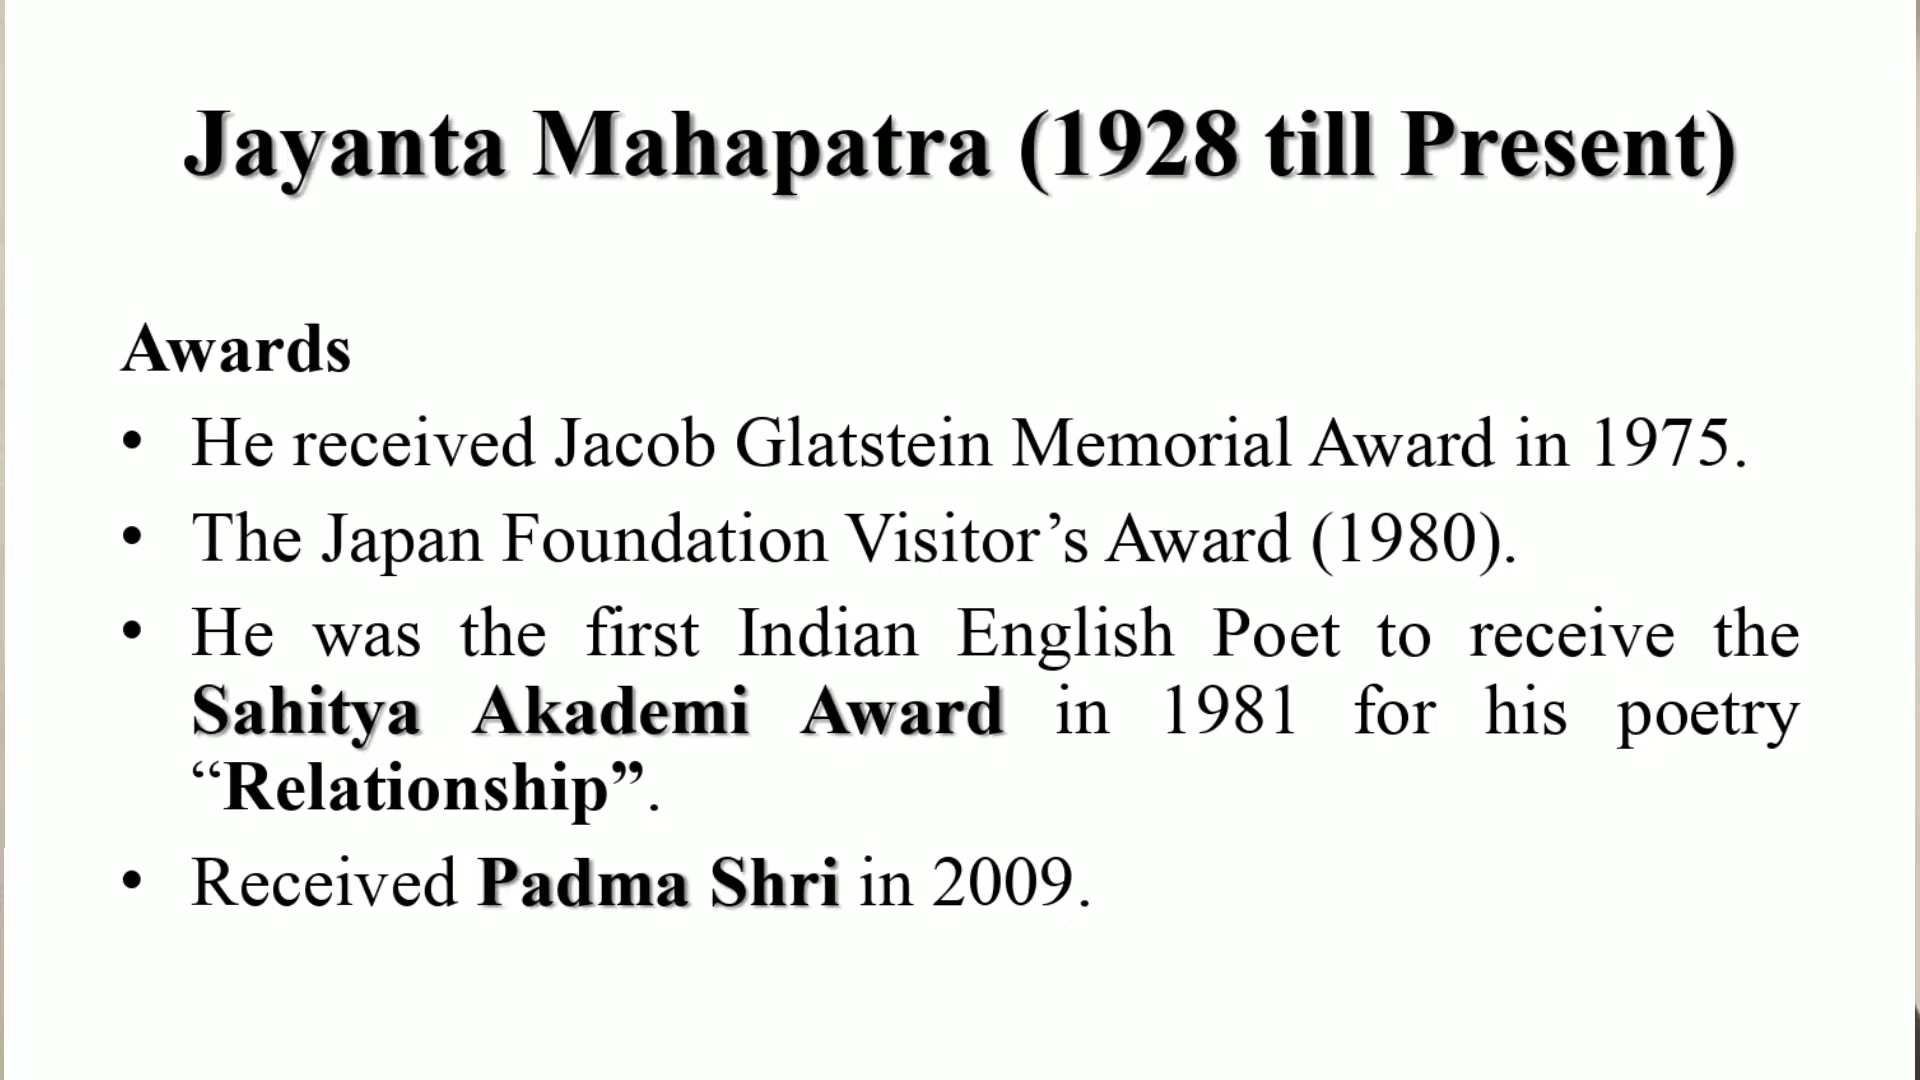 Jayanta Mahapatra (1928 till Present)
Awards
• He received Jacob Glatstein Memorial Award in 1975.
• The Japan Foundation Visitor’s Award (1980).
• He was the first Indian English Poet to receive the
Sahitya Akademi Award in 1981 for his poetry
“Relationship”.
• Received Padma Shri in 2009.